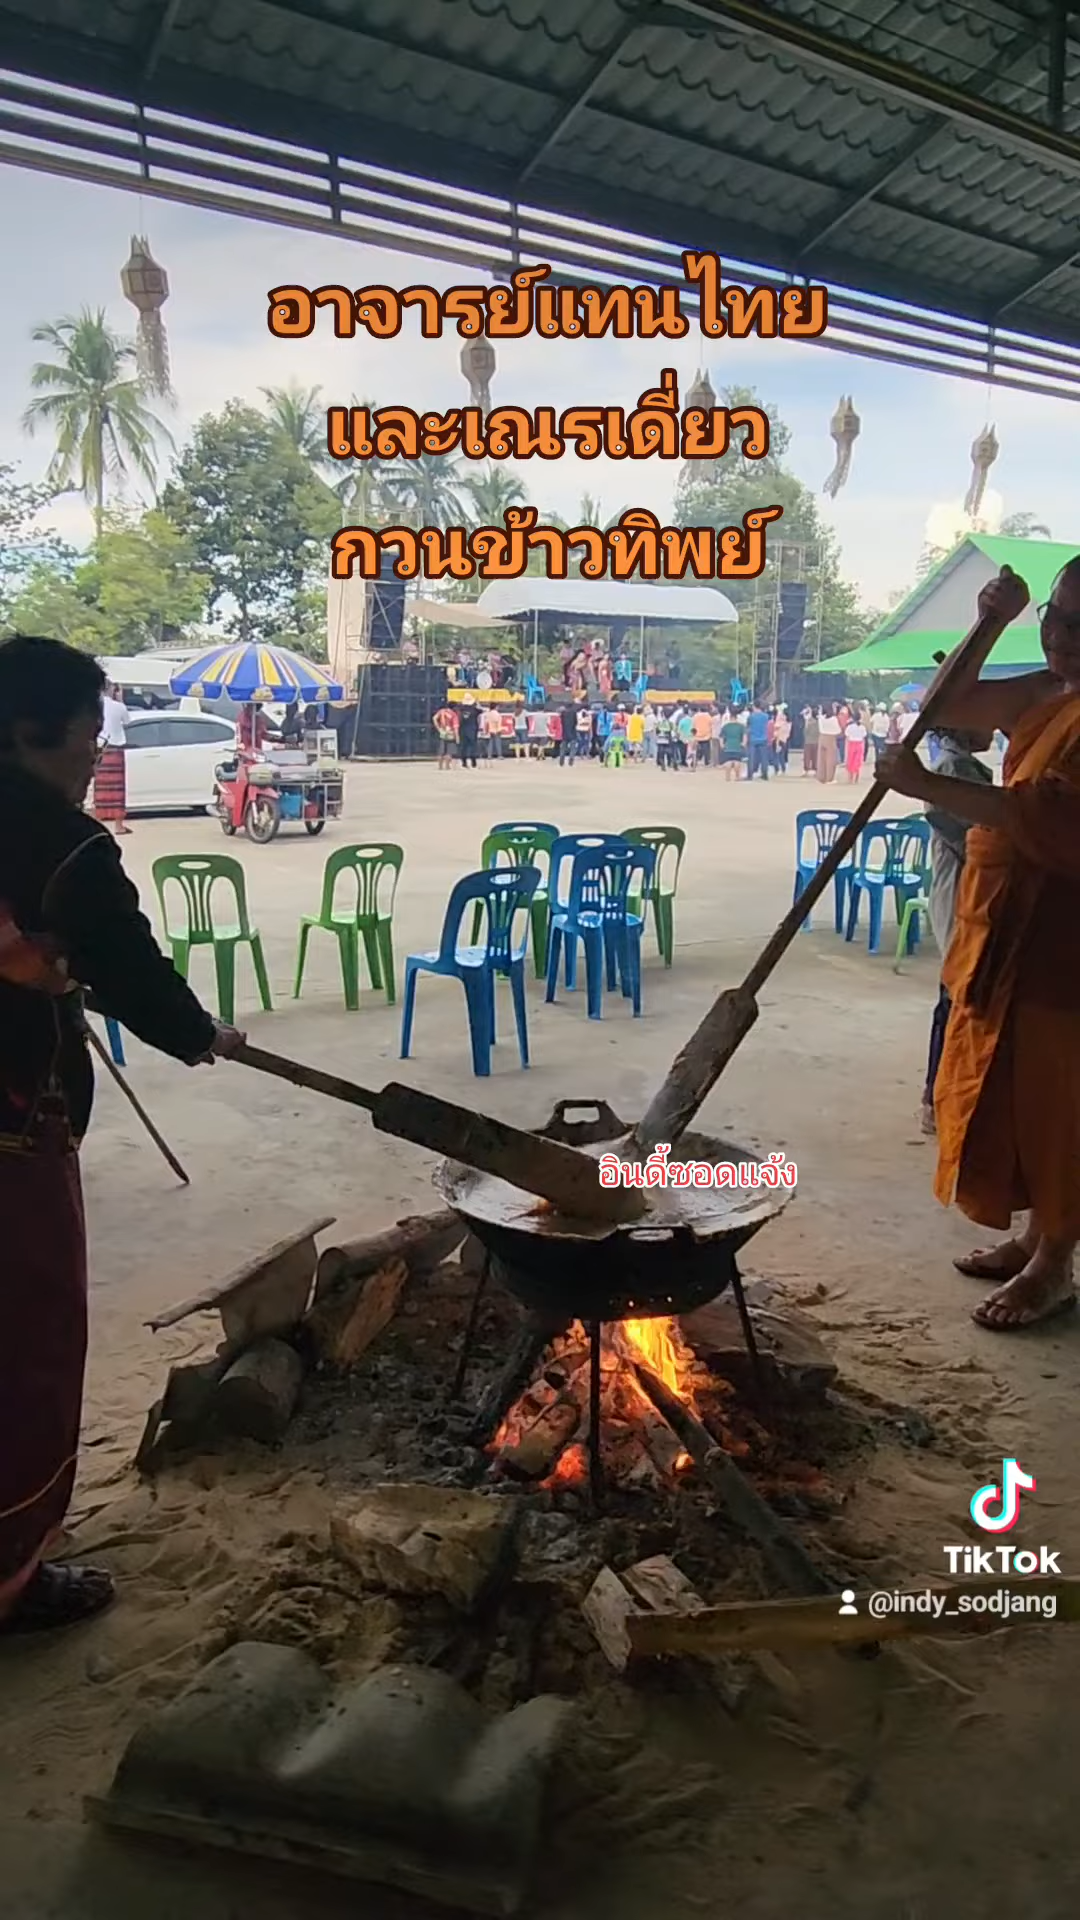 อาจารย์แทนไทย
และเณรเดี่ยว
กวนข้าวทิพย์
อินดี้ซอดแจ้ง
TikTok
@indy_sodjang